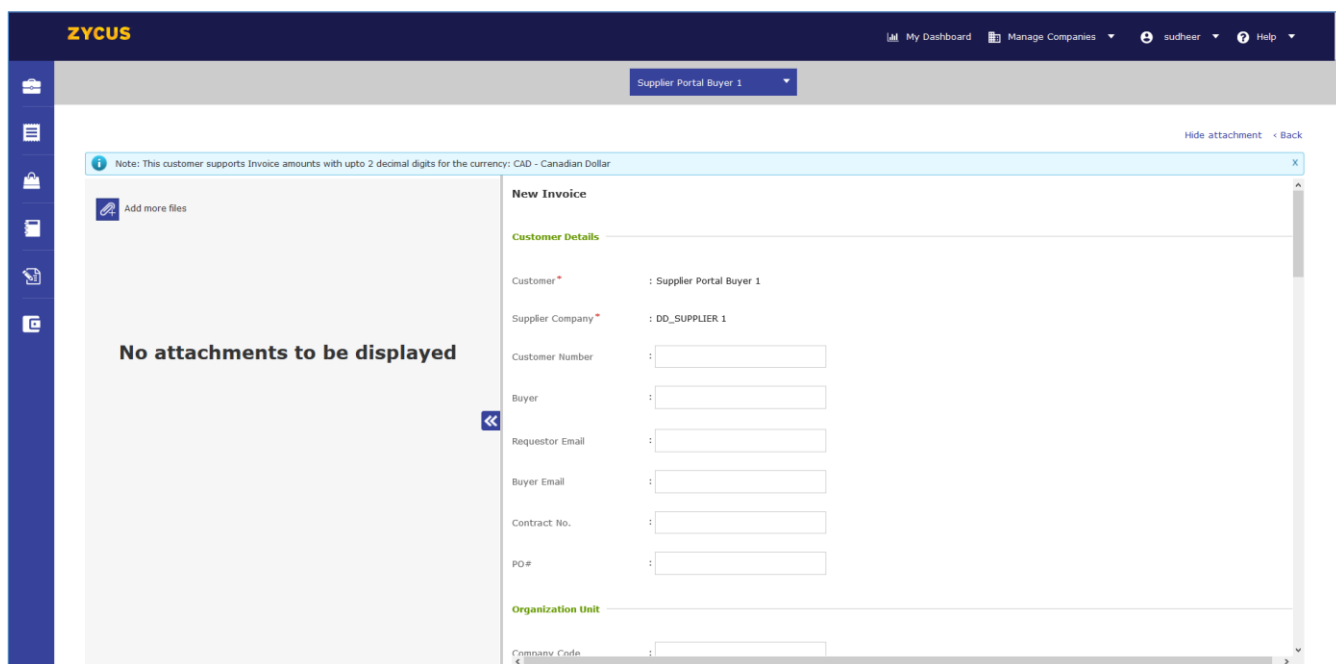 ZYCUS
My Dashboard Manage Companies sudheer Help
Supplier Portal Buyer 1
Hide attachment < Back
Note: This customer supports Invoice amounts with upto 2 decimal digits for the currency: CAD - Canadian Dollar X
Add more files
No attachments to be displayed
New Invoice
Customer Details
Customer* : Supplier Portal Buyer 1
Supplier Company* : DD_SUPPLIER 1
Customer Number :
Buyer :
Requestor Email :
Buyer Email :
Contract No. :
PO# :
Organization Unit
Company Code :